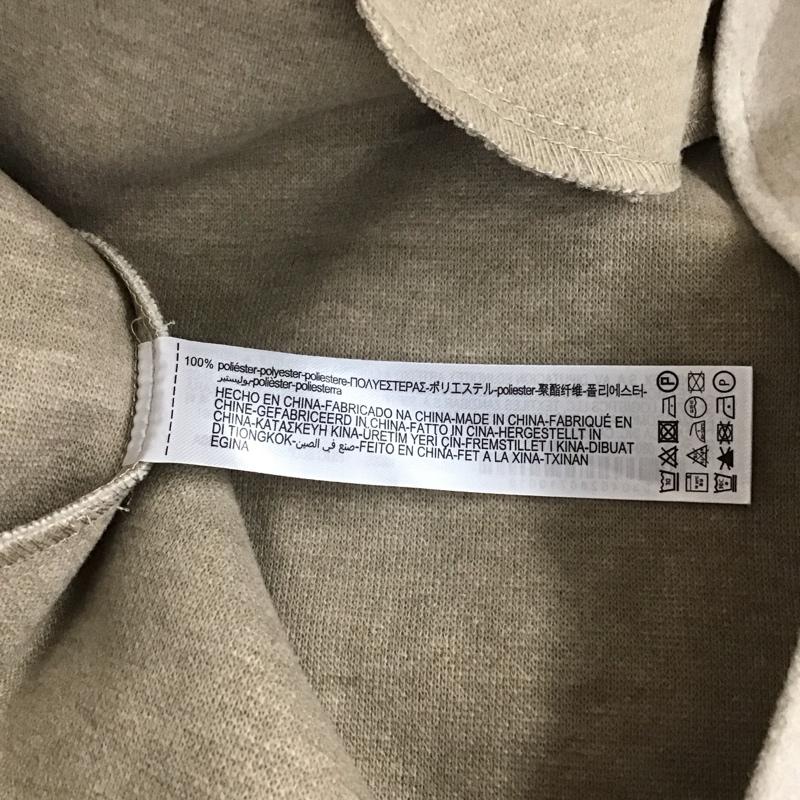 100% poliéster-polyester-poliestere-ΠΟΛΥΕΣΤΕΡΑΣ-ポリエステル-poliester-聚酯纤维-폴리에스터-
بوليستير-polièster-poliesterra
HECHO EN CHINA-FABRICADO NA CHINA-MADE IN CHINA-FABRIQUÉ EN
CHINE-GEFABRICEERD IN CHINA-FATTO IN CINA-HERGESTELLT IN
CHINA-ΚΑΤΑΣΚΕΥΗ ΚΙΝΑ-ÜRETİM YERİ ÇİN-FREMSTILLET I KINA-DIBUAT
DI TIONGKOK-صنع في الصين-FEITO EN CHINA-FET A LA XINA-TXINAN
EGINA
P
P